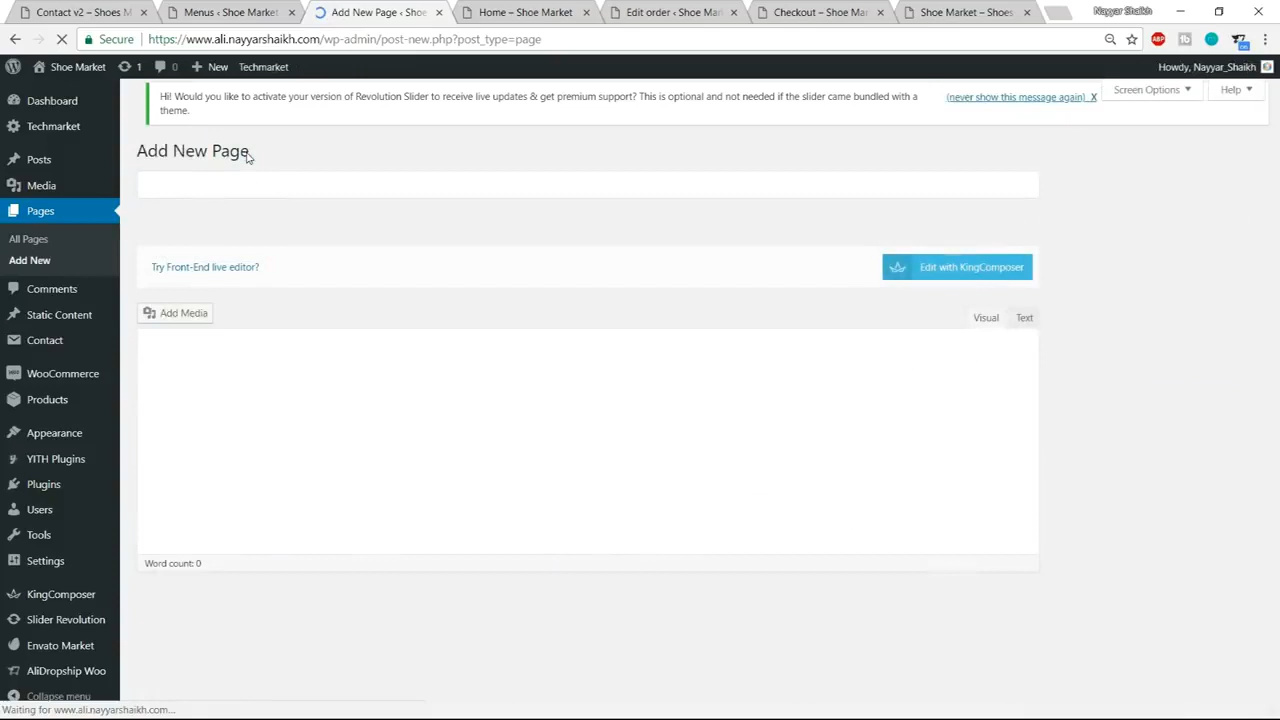 Contact v2 – Shoes M
Menus ‹ Shoe Market
Add New Page ‹ Shoe
Home – Shoe Market
Edit order ‹ Shoe Mar
Checkout – Shoe Mar
Shoe Market – Shoes
Nayyar Shaikh
Secure
https://www.ali.nayyarshaikh.com/wp-admin/post-new.php?post_type=page
ABP
Shoe Market
1
0
New
Techmarket
Howdy, Nayyar_Shaikh
Dashboard
Techmarket
Posts
Media
Pages
All Pages
Add New
Comments
Static Content
Contact
WooCommerce
Products
Appearance
YITH Plugins
Plugins
Users
Tools
Settings
KingComposer
Slider Revolution
Envato Market
AliDropship Woo
Collapse menu
Hi! Would you like to activate your version of Revolution Slider to receive live updates & get premium support? This is optional and not needed if the slider came bundled with a
theme.
(never show this message again) X
Screen Options
Help
Add New Page
Try Front-End live editor?
Edit with KingComposer
Add Media
Visual
Text
Word count: 0
Waiting for www.ali.nayyarshaikh.com...